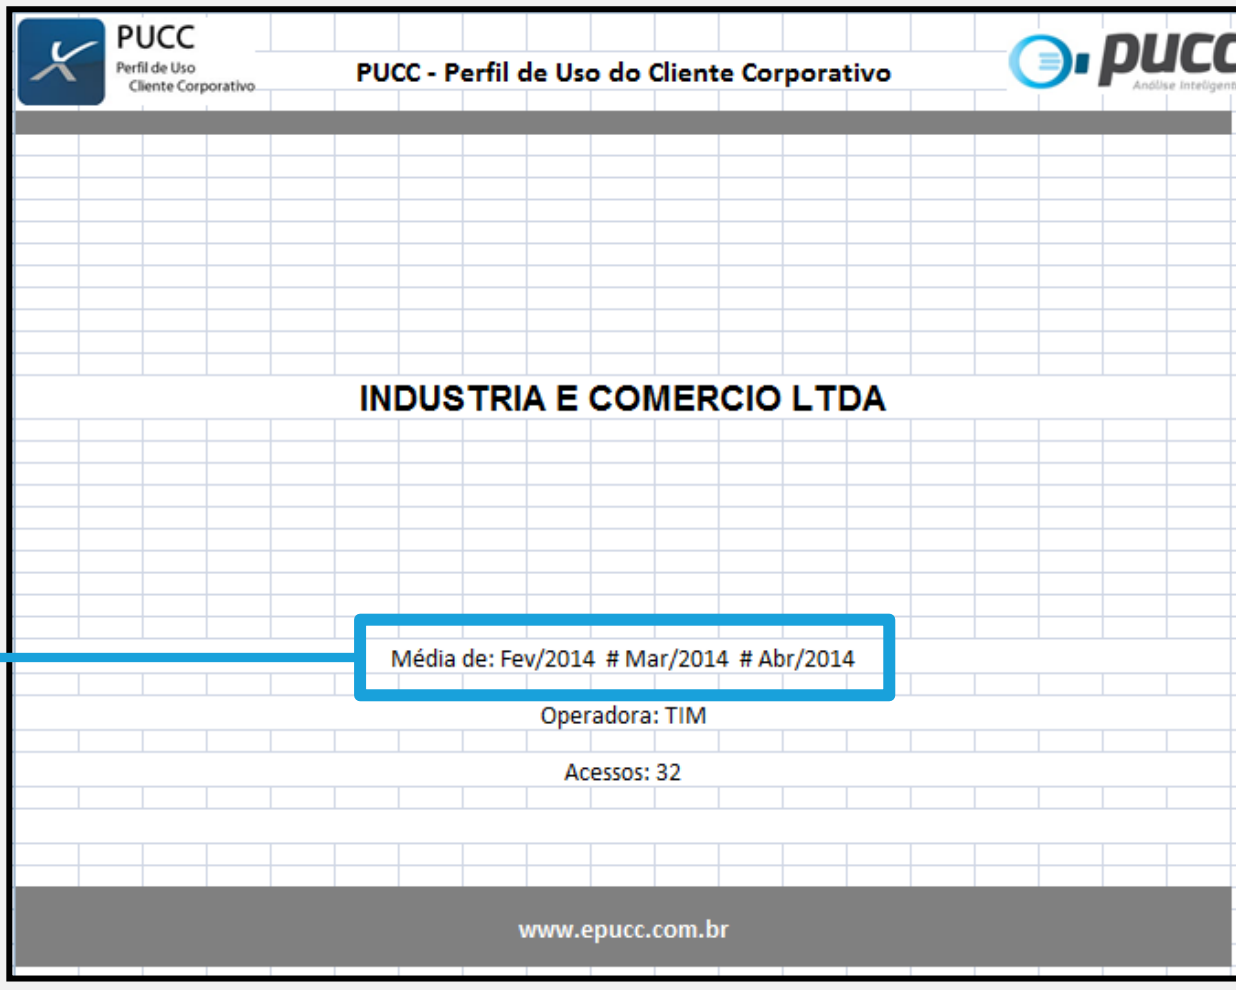 PUCC
Perfil de Uso
Cliente Corporativo
PUCC - Perfil de Uso do Cliente Corporativo
pucc
Análise Inteligent
INDUSTRIA E COMERCIO LTDA
Média de: Fev/2014 # Mar/2014 # Abr/2014
Operadora: TIM
Acessos: 32
www.epucc.com.br